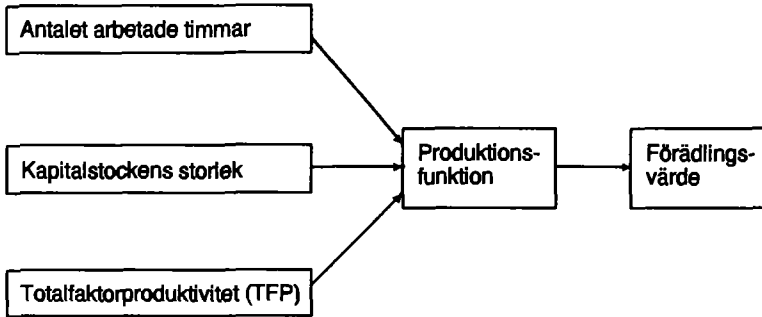 Antalet arbetade timmar
Kapitalstockens storlek
Totalfaktorproduktivitet (TFP)
Produktions-
funktion
Förädlings-
värde